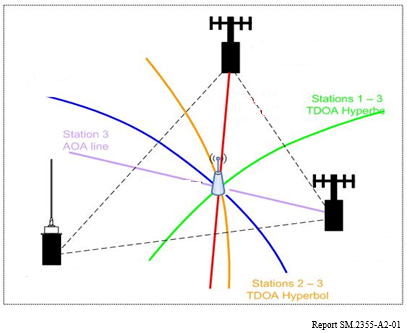 Stations 1 – 3
TDOA Hyperbo
Station 3
AOA line
Stations 2 – 3
TDOA Hyperbol
Report SM.2355-A2-01